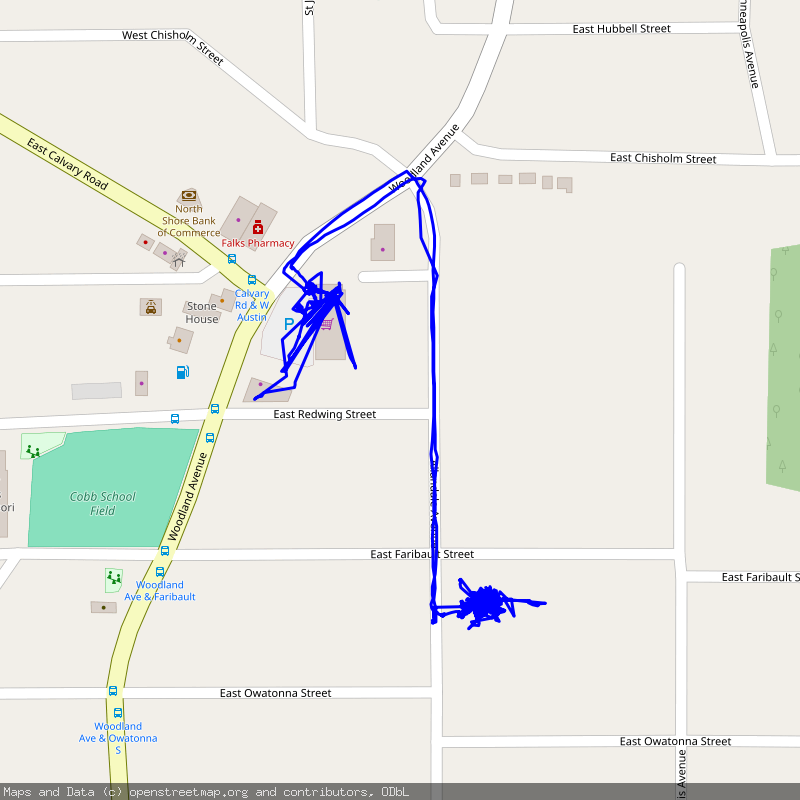 St J
West Chisholm Street
East Hubbell Street
nneapolis Avenue
East Calvary Road
Woodland Avenue
East Chisholm Street
North
Shore Bank
of Commerce
Falks Pharmacy
Calvary
Rd & W
Austin
Stone
House
P
East Redwing Street
Cobb School
Field
ori
Woodland Avenue
East Faribault Street
East Faribault S
Woodland
Ave & Faribault
East Owatonna Street
Woodland
Ave & Owatonna
S
East Owatonna Street
is Avenue
Maps and Data (c) openstreetmap.org and contributors, ODbL